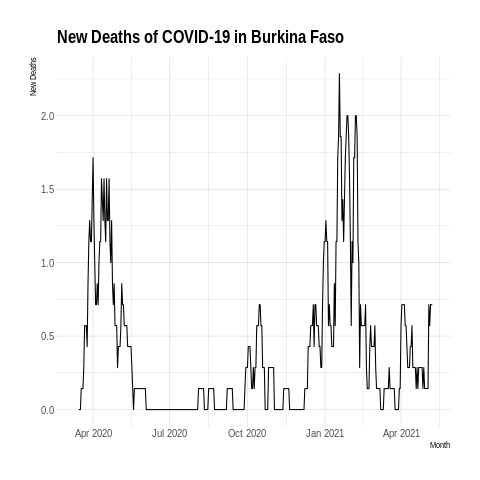 New Deaths of COVID-19 in Burkina Faso
New Deaths
2.0
1.5
1.0
0.5
0.0
Apr 2020 Jul 2020 Oct 2020 Jan 2021 Apr 2021
Month